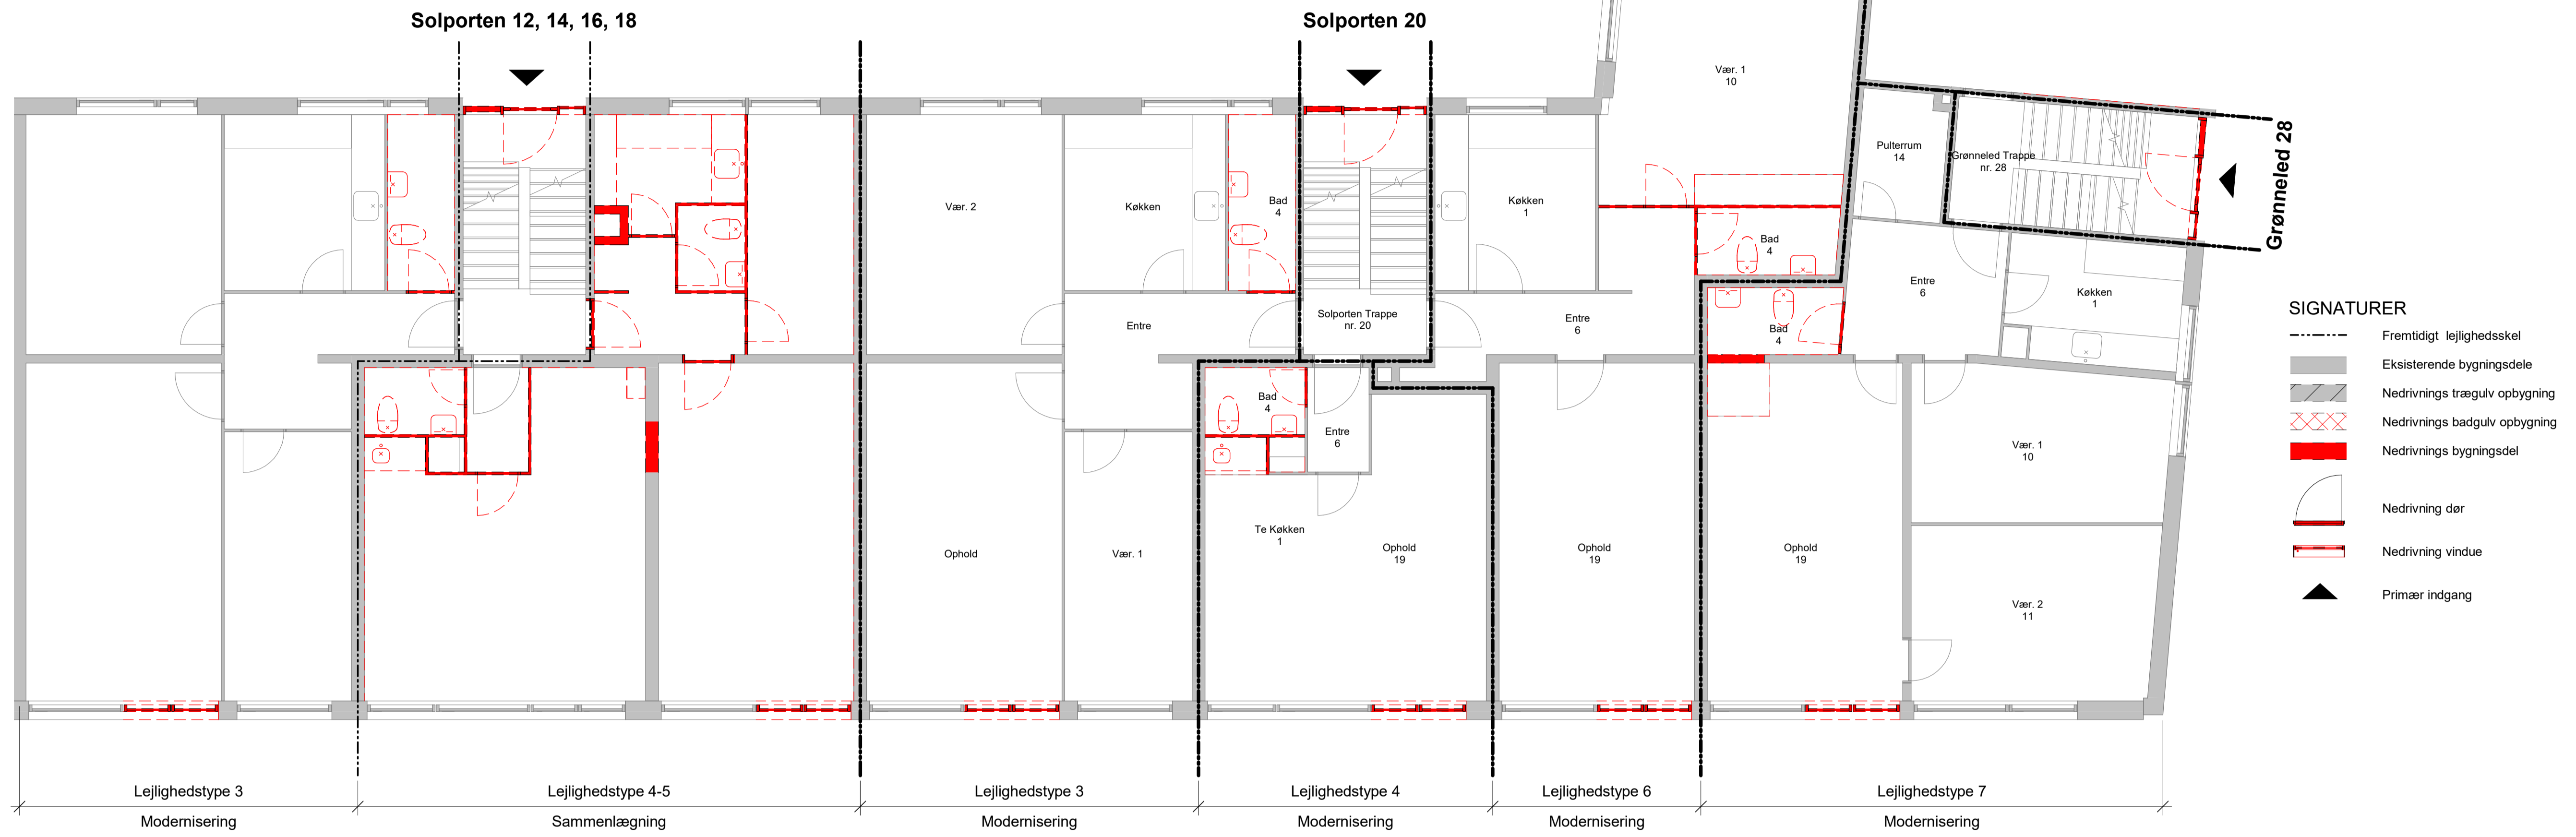 Solporten 12, 14, 16, 18
Solporten 20
Vær. 1
10
Pulterrum
14
Grønneled Trappe
nr. 28
Grønneled 28
Vær. 2
Køkken
Bad
4
Køkken
1
Bad
4
Entre
6
Køkken
1
Entre
Solporten Trappe
nr. 20
Entre
6
Bad
4
Bad
4
Entre
6
Vær. 1
10
Te Køkken
1
Ophold
Vær. 1
Ophold
19
Ophold
19
Ophold
19
Vær. 2
11
SIGNATURER
Fremtidigt lejlighedsskel
Eksisterende bygningsdele
Nedrivnings trægulv opbygning
Nedrivnings badgulv opbygning
Nedrivnings bygningsdel
Nedrivning dør
Nedrivning vindue
Primær indgang
Lejlighedstype 3
Modernisering
Lejlighedstype 4-5
Sammenlægning
Lejlighedstype 3
Modernisering
Lejlighedstype 4
Modernisering
Lejlighedstype 6
Modernisering
Lejlighedstype 7
Modernisering